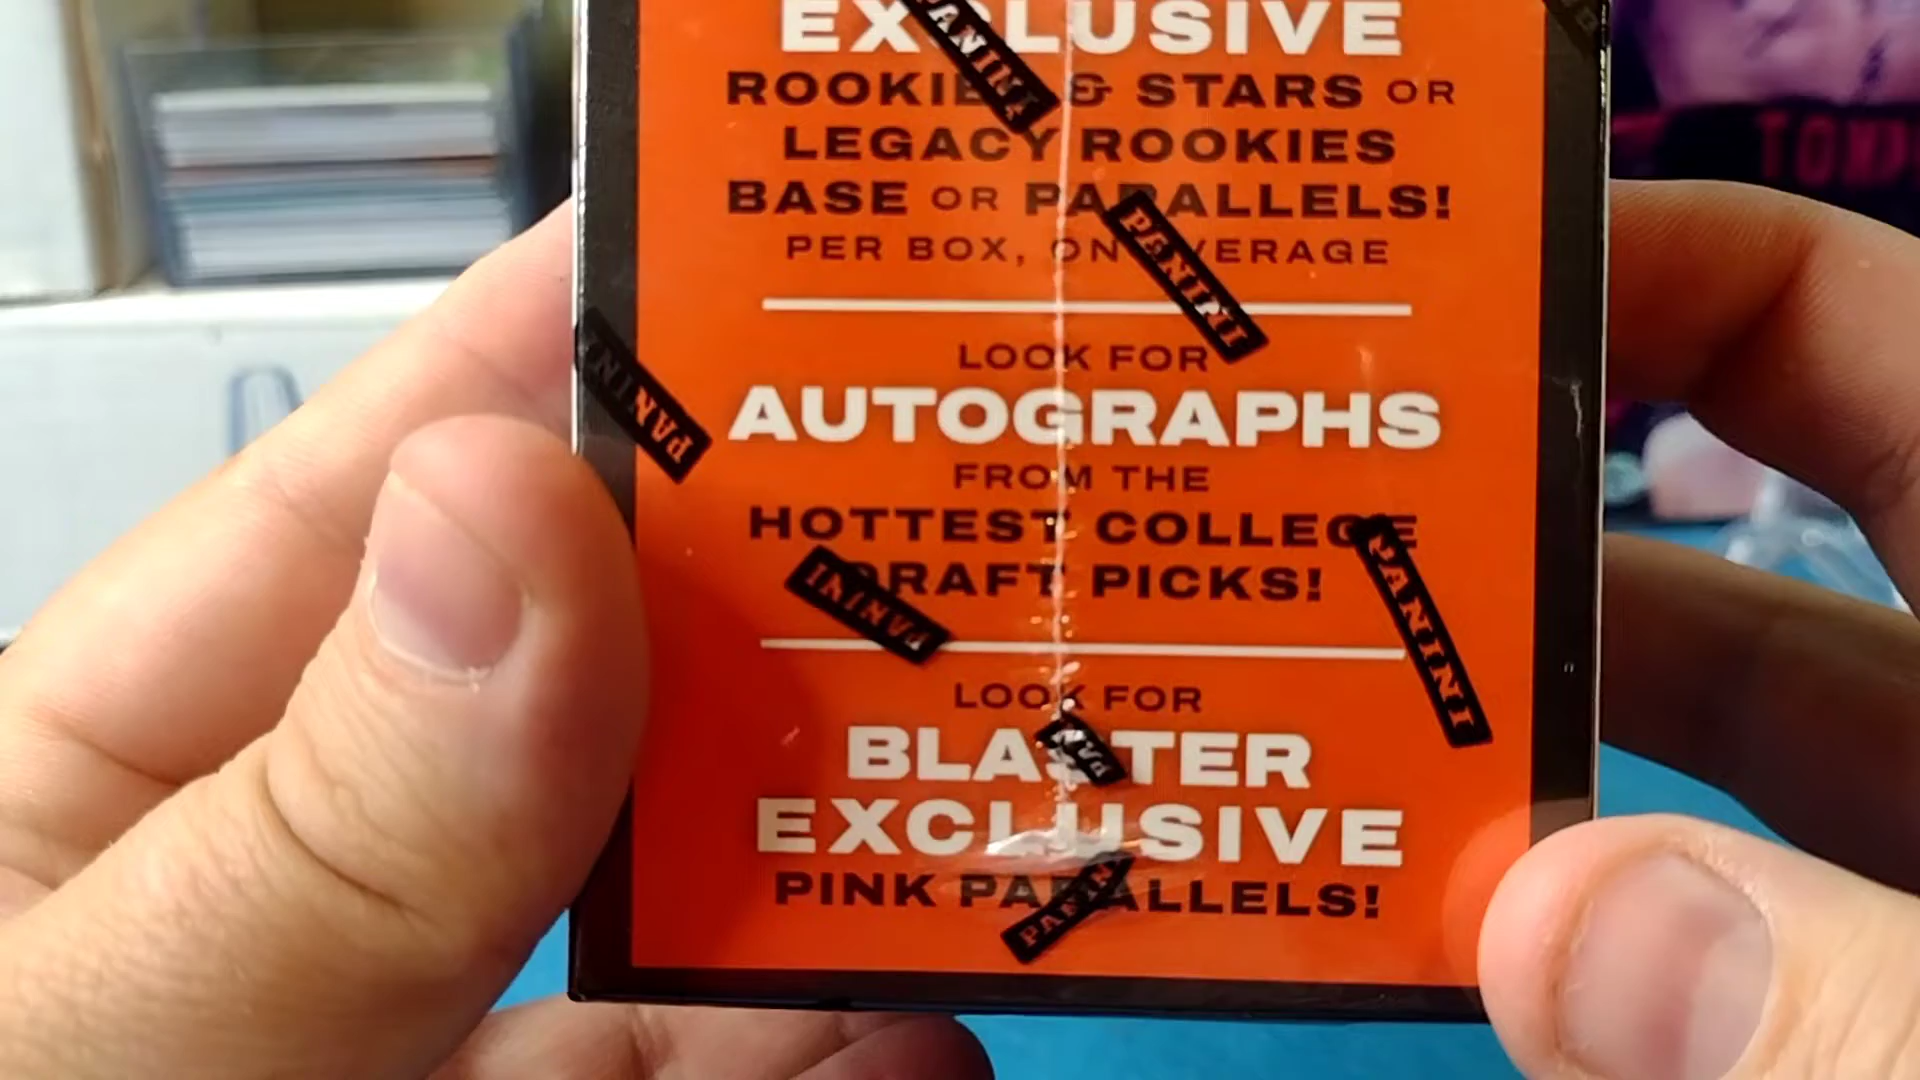 EXCLUSIVE
ROOKIES & STARS OR
LEGACY ROOKIES
BASE OR PARALLELS!
PER BOX, ON AVERAGE
LOOK FOR
AUTOGRAPHS
FROM THE
HOTTEST COLLEGE
DRAFT PICKS!
LOOK FOR
BLASTER
EXCLUSIVE
PINK PARALLELS!
PANINI
PANINI
PANINI
PANINI
PANINI
PAN
PANINI